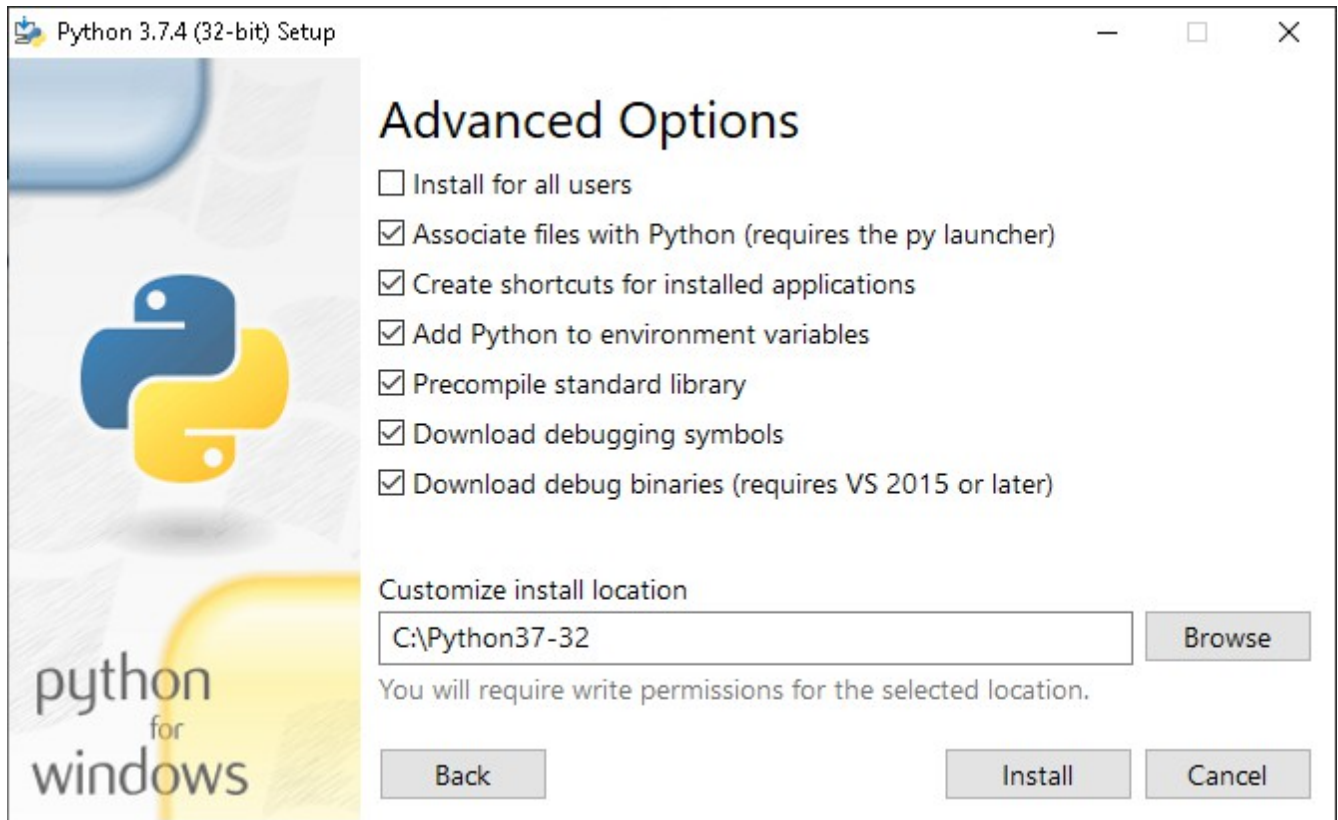 Python 3.7.4 (32-bit) Setup
Advanced Options
Install for all users
Associate files with Python (requires the py launcher)
Create shortcuts for installed applications
Add Python to environment variables
Precompile standard library
Download debugging symbols
Download debug binaries (requires VS 2015 or later)
Customize install location
C:\Python37-32
Browse
You will require write permissions for the selected location.
python
for
windows
Back
Install
Cancel